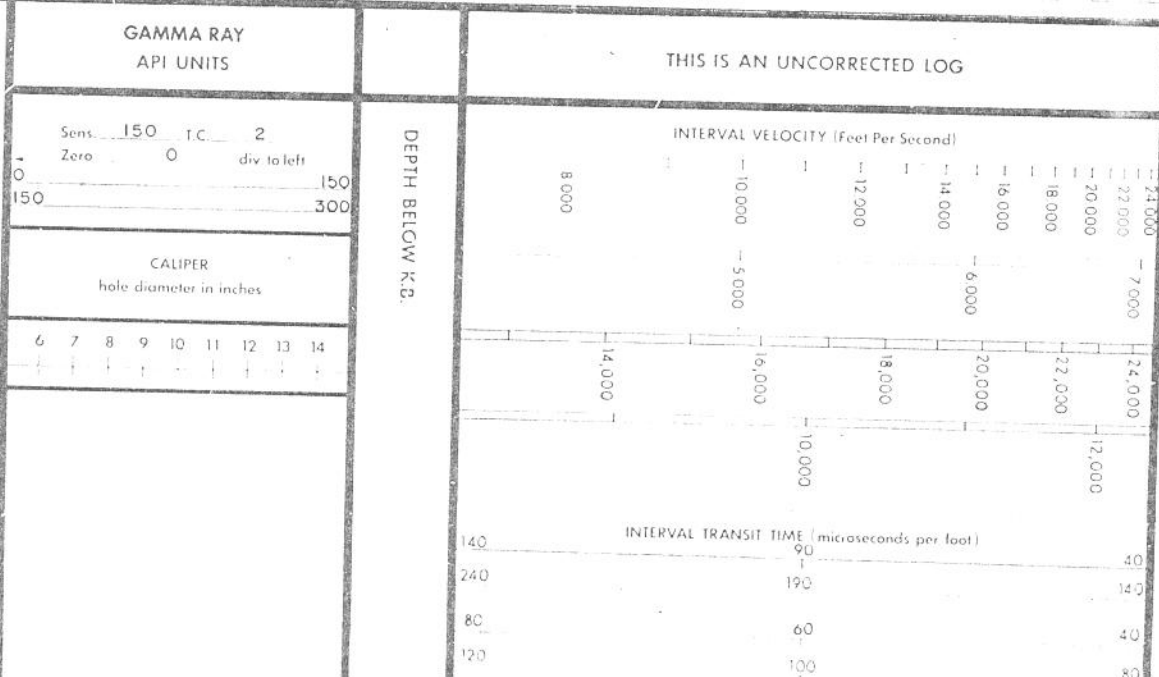 GAMMA RAY
API UNITS
Sens. 150 T.C. 2
Zero 0 div to left
0 150
150 300
CALIPER
hole diameter in inches
6 7 8 9 10 11 12 13 14
DEPTH BELOW K.B.
THIS IS AN UNCORRECTED LOG
INTERVAL VELOCITY (Feet Per Second)
8 000 10 000 12 000 14 000 16 000 18 000 20 000 22 000 24 000
5 000 6 000 7 000
14,000 16,000 18,000 20,000 22,000 24,000
10,000 12,000
INTERVAL TRANSIT TIME (microseconds per foot)
140 90 40
240 190 140
80 60 40
120 100 80